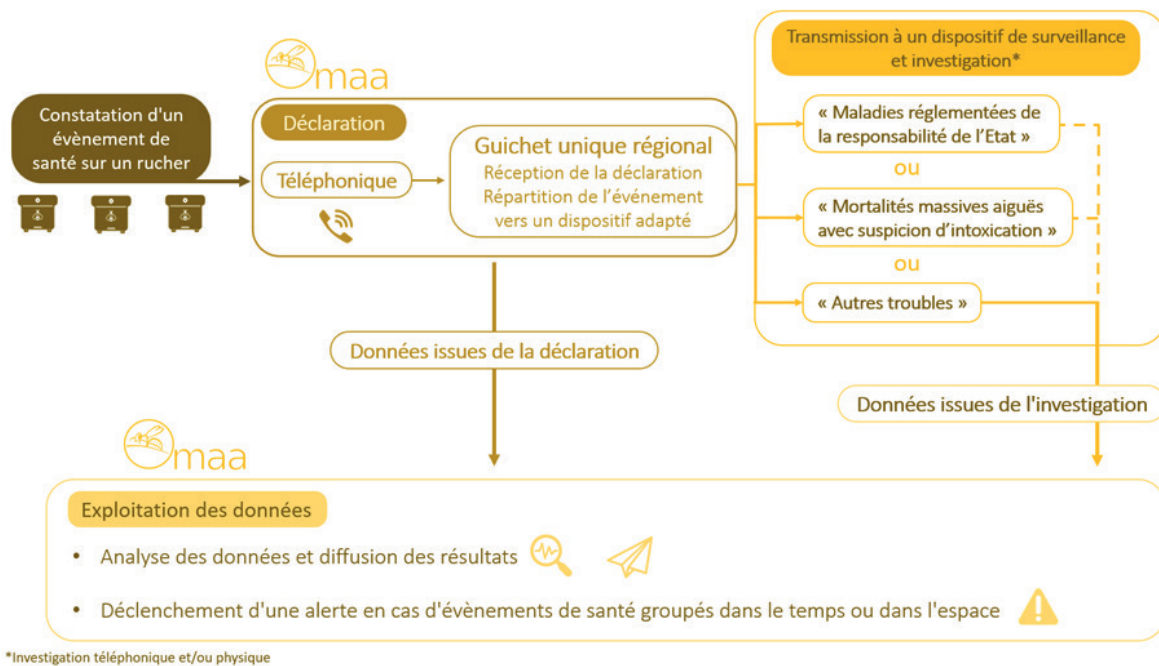 Constatation d'un
évènement de
santé sur un rucher
Omaa
Déclaration
Téléphonique
Guichet unique régional
Réception de la déclaration
Répartition de l'événement
vers un dispositif adapté
Transmission à un dispositif de surveillance
et investigation*
« Maladies réglementées de
la responsabilité de l'Etat »
ou
« Mortalités massives aiguës
avec suspicion d'intoxication »
ou
« Autres troubles »
Données issues de la déclaration
Données issues de l'investigation
Omaa
Exploitation des données
• Analyse des données et diffusion des résultats
• Déclenchement d'une alerte en cas d'évènements de santé groupés dans le temps ou dans l'espace
*Investigation téléphonique et/ou physique